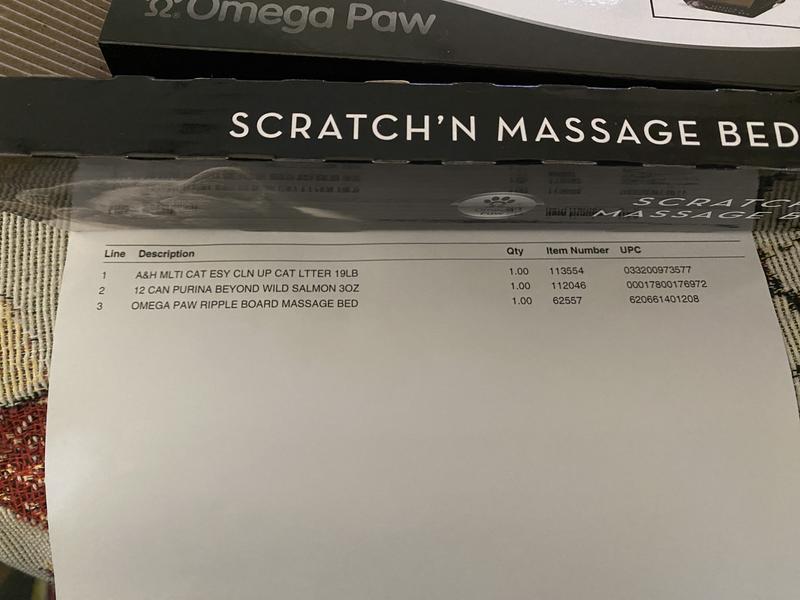 Omega Paw
SCRATCH'N MASSAGE BED
SCRATCH
MASSAGE B
Line Description Qty Item Number UPC
1 A&H MLTI CAT ESY CLN UP CAT LTTER 19LB 1.00 113554 033200973577
2 12 CAN PURINA BEYOND WILD SALMON 3OZ 1.00 112046 00017800176972
3 OMEGA PAW RIPPLE BOARD MASSAGE BED 1.00 62557 620661401208